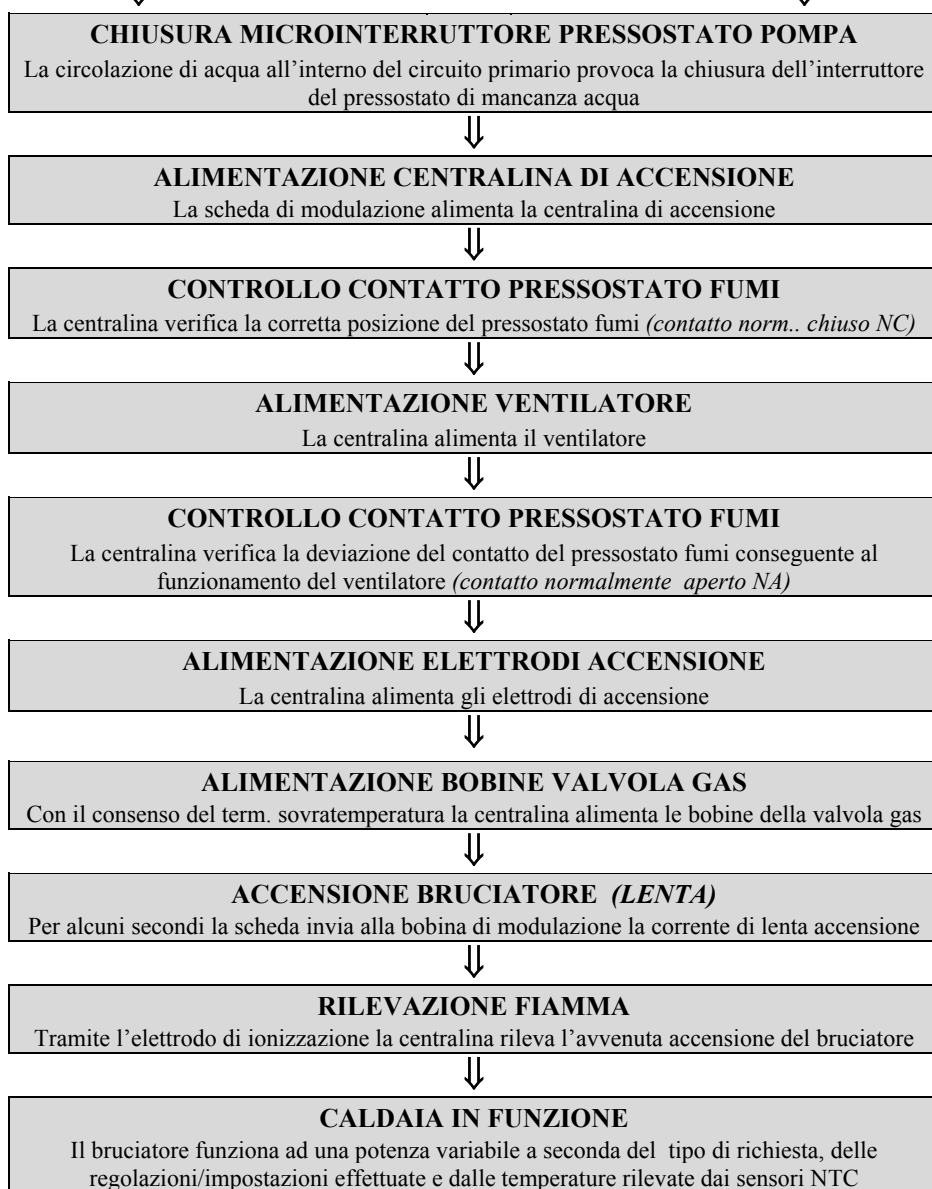 CHIUSURA MICROINTERRUTTORE PRESSOSTATO POMPA
La circolazione di acqua all’interno del circuito primario provoca la chiusura dell’interruttore
del pressostato di mancanza acqua
ALIMENTAZIONE CENTRALINA DI ACCENSIONE
La scheda di modulazione alimenta la centralina di accensione
CONTROLLO CONTATTO PRESSOSTATO FUMI
La centralina verifica la corretta posizione del pressostato fumi (contatto norm.. chiuso NC)
ALIMENTAZIONE VENTILATORE
La centralina alimenta il ventilatore
CONTROLLO CONTATTO PRESSOSTATO FUMI
La centralina verifica la deviazione del contatto del pressostato fumi conseguente al
funzionamento del ventilatore (contatto normalmente aperto NA)
ALIMENTAZIONE ELETTRODI ACCENSIONE
La centralina alimenta gli elettrodi di accensione
ALIMENTAZIONE BOBINE VALVOLA GAS
Con il consenso del term. sovratemperatura la centralina alimenta le bobine della valvola gas
ACCENSIONE BRUCIATORE (LENTA)
Per alcuni secondi la scheda invia alla bobina di modulazione la corrente di lenta accensione
RILEVAZIONE FIAMMA
Tramite l’elettrodo di ionizzazione la centralina rileva l’avvenuta accensione del bruciatore
CALDAIA IN FUNZIONE
Il bruciatore funziona ad una potenza variabile a seconda del tipo di richiesta, delle
regolazioni/impostazioni effettuate e dalle temperature rilevate dai sensori NTC